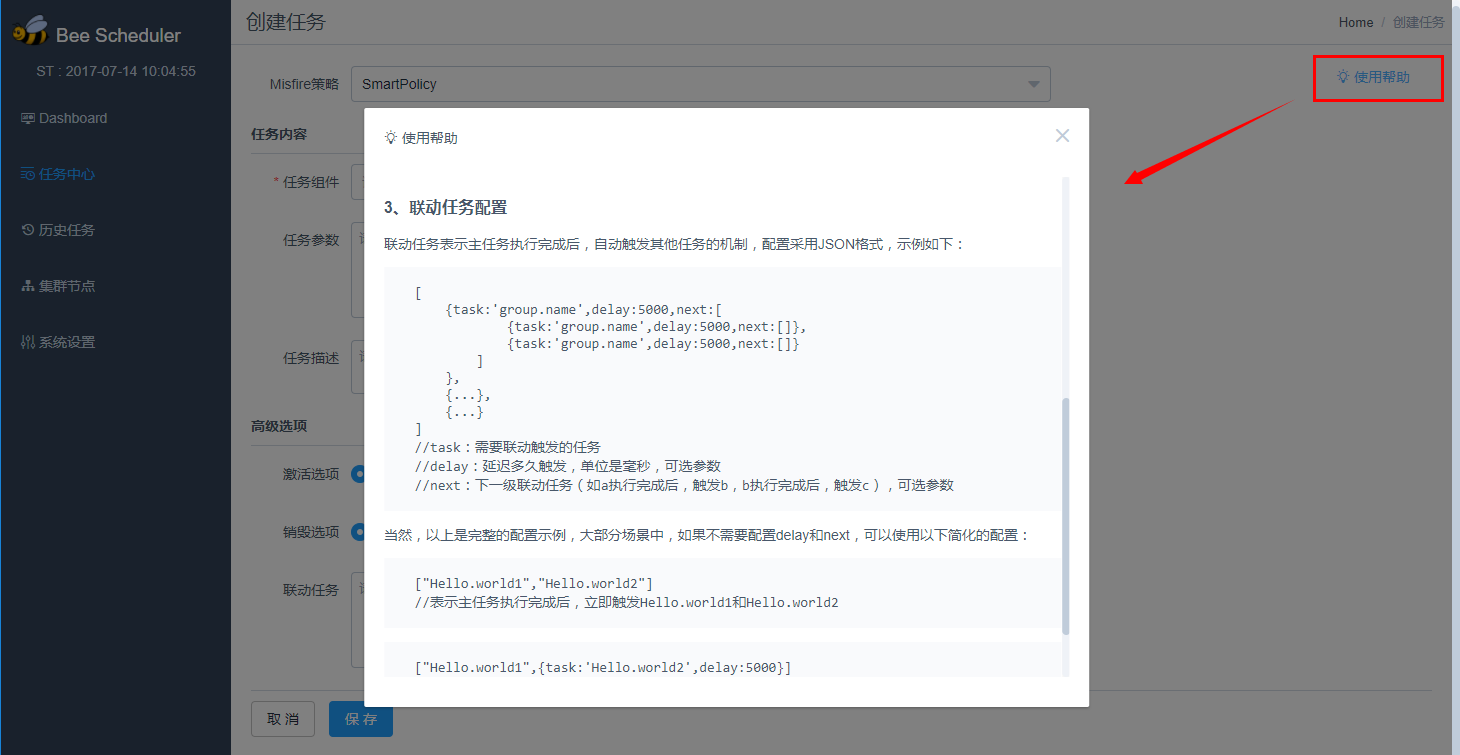 Bee Scheduler
ST : 2017-07-14 10:04:55
Dashboard
任务中心
历史任务
集群节点
系统设置
创建任务
Home / 创建任务
使用帮助
Misfire策略 SmartPolicy
任务内容
* 任务组件
任务参数
任务描述
高级选项
激活选项
销毁选项
联动任务
取 消 保 存
使用帮助
3、联动任务配置
联动任务表示主任务执行完成后，自动触发其他任务的机制，配置采用JSON格式，示例如下：
[
{task:'group.name',delay:5000,next:[
{task:'group.name',delay:5000,next:[]},
{task:'group.name',delay:5000,next:[]}
]
},
{...},
{...}
]
//task：需要联动触发的任务
//delay：延迟多久触发，单位是毫秒，可选参数
//next：下一级联动任务（如a执行完成后，触发b，b执行完成后，触发c），可选参数
当然，以上是完整的配置示例，大部分场景中，如果不需要配置delay和next，可以使用以下简化的配置：
["Hello.world1","Hello.world2"]
//表示主任务执行完成后，立即触发Hello.world1和Hello.world2
["Hello.world1",{task:'Hello.world2',delay:5000}]